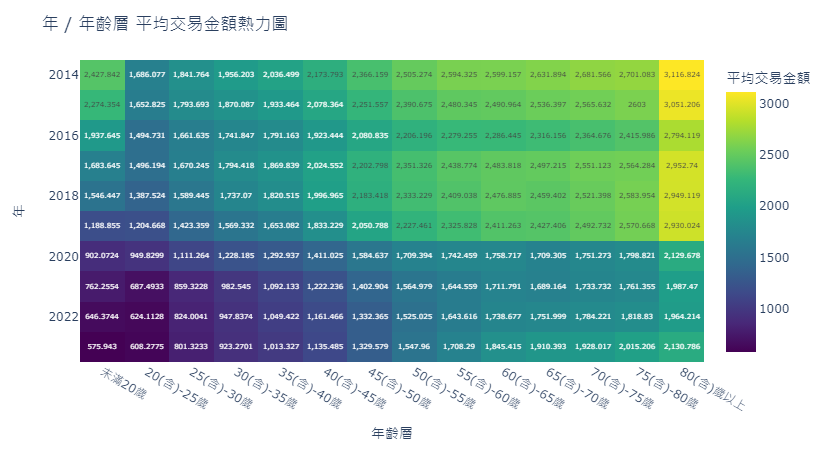 年 / 年齡層 平均交易金額熱力圖
平均交易金額
2014 2,427.842 1,686.077 1,841.764 1,956.203 2,036.499 2,173.793 2,366.159 2,505.274 2,594.325 2,599.157 2,631.894 2,681.566 2,701.083 3,116.824
3000
2,274.354 1,652.825 1,793.693 1,870.087 1,933.464 2,078.364 2,251.557 2,390.675 2,480.345 2,490.964 2,536.397 2,565.632 2603 3,051.206
2016 1,937.645 1,494.731 1,661.635 1,741.847 1,791.163 1,923.444 2,080.835 2,206.196 2,279.255 2,286.445 2,316.156 2,364.676 2,415.986 2,794.119
2500
1,683.645 1,496.194 1,670.245 1,794.418 1,869.839 2,024.552 2,202.798 2,351.326 2,438.774 2,483.818 2,497.215 2,551.123 2,564.284 2,952.74
2018 1,546.447 1,387.524 1,589.445 1,737.07 1,820.515 1,996.965 2,183.418 2,333.229 2,409.038 2,476.885 2,459.402 2,521.398 2,583.954 2,949.119
2000
年
1,188.855 1,204.668 1,423.359 1,569.332 1,653.082 1,833.229 2,050.788 2,227.461 2,325.828 2,411.263 2,427.406 2,492.732 2,570.668 2,930.024
2020 902.0724 949.8299 1,111.264 1,228.185 1,292.937 1,411.025 1,584.637 1,709.394 1,742.459 1,758.717 1,709.305 1,751.273 1,798.821 2,129.678
1500
762.2554 687.4933 859.3228 982.545 1,092.133 1,222.236 1,402.904 1,564.979 1,644.559 1,711.791 1,689.164 1,733.732 1,761.355 1,987.47
1000
2022 646.3744 624.1128 824.0041 947.8374 1,049.422 1,161.466 1,332.365 1,525.025 1,643.616 1,738.677 1,751.999 1,784.221 1,818.83 1,964.214
575.943 608.2775 801.3233 923.2701 1,013.327 1,135.485 1,329.579 1,547.96 1,708.29 1,845.415 1,910.393 1,928.017 2,015.206 2,130.786
未滿20歲 20(含)-25歲 25(含)-30歲 30(含)-35歲 35(含)-40歲 40(含)-45歲 45(含)-50歲 50(含)-55歲 55(含)-60歲 60(含)-65歲 65(含)-70歲 70(含)-75歲 75(含)-80歲 80(含)歲以上
年齡層